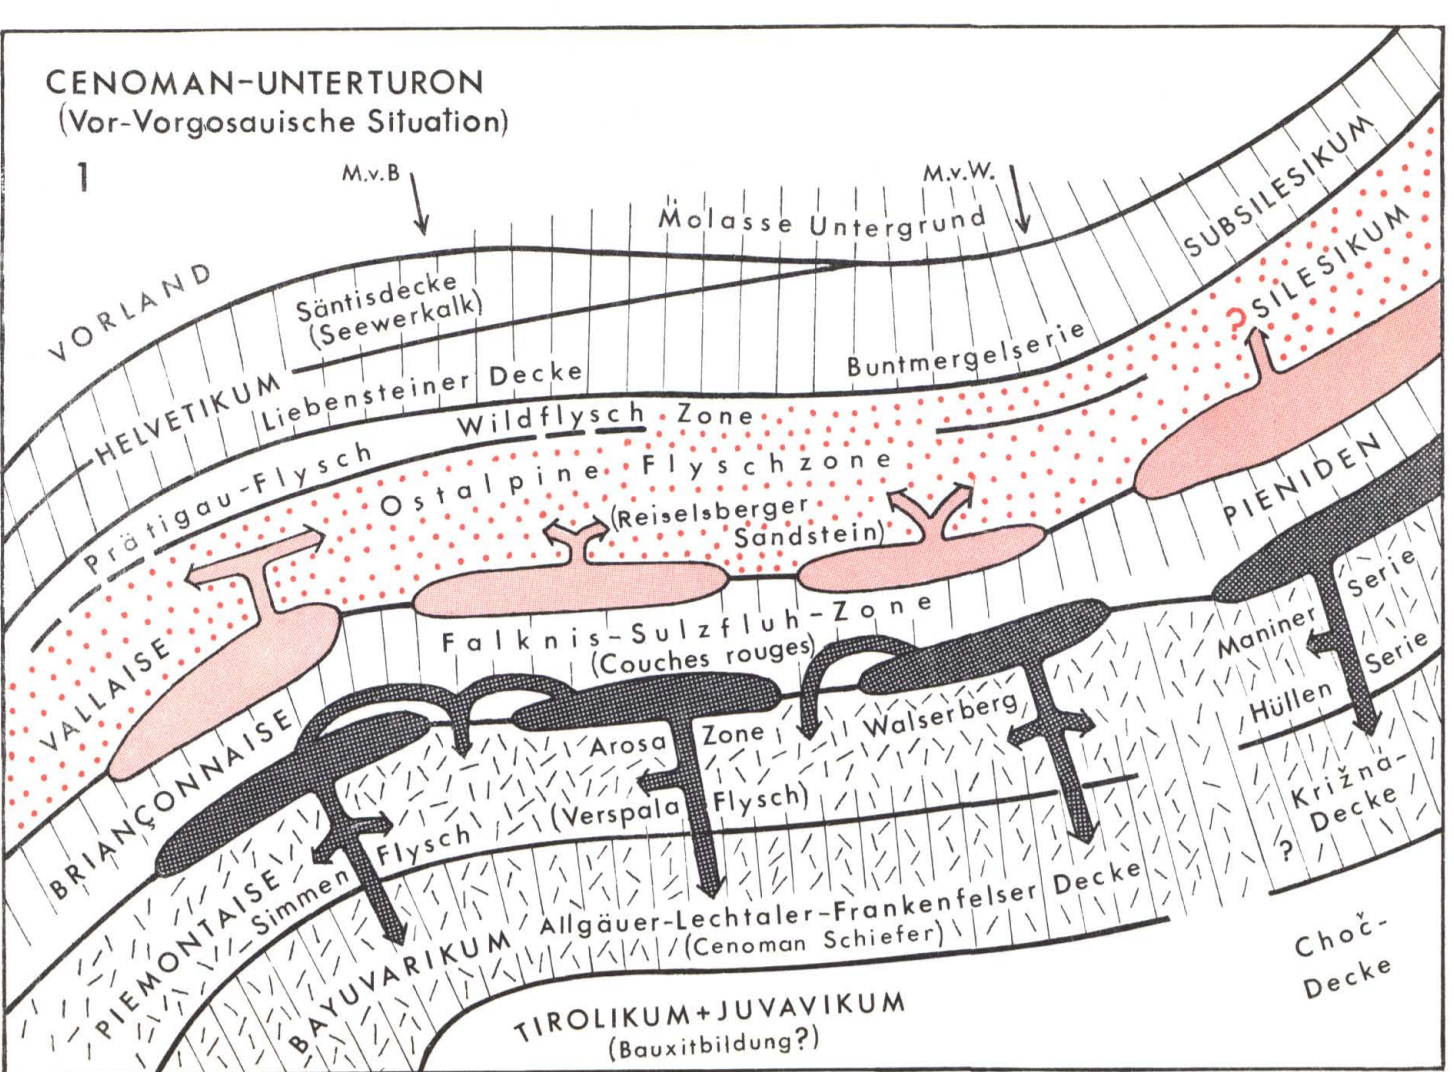 CENOMAN-UNTERTURON
(Vor-Vorgosauische Situation)
1
M.v.B
M.v.W.
Molasse Untergrund
VORLAND
SUBSILESIKUM
Säntisdecke
(Seewerkalk)
?SILESIKUM
HELVETIKUM
Liebensteiner Decke
Buntmergelserie
Wildflysch Zone
Prätigau-Flysch
Ostalpine Flyschzone
(Reiselsberger
Sandstein)
PIENIDEN
VALLAISE
Falknis-Sulzfluh-Zone
(Couches rouges)
Maniner Serie
Hüllen Serie
BRIANÇONNAISE
Arosa Zone
Walserberg
(Verspala Flysch)
Simmen Flysch
Križná-
Decke
?
PIEMONTAISE
BAYUVARIKUM
Allgäuer-Lechtaler-Frankenfelser Decke
(Cenoman Schiefer)
Choč-
Decke
TIROLIKUM+JUVAVIKUM
(Bauxitbildung?)